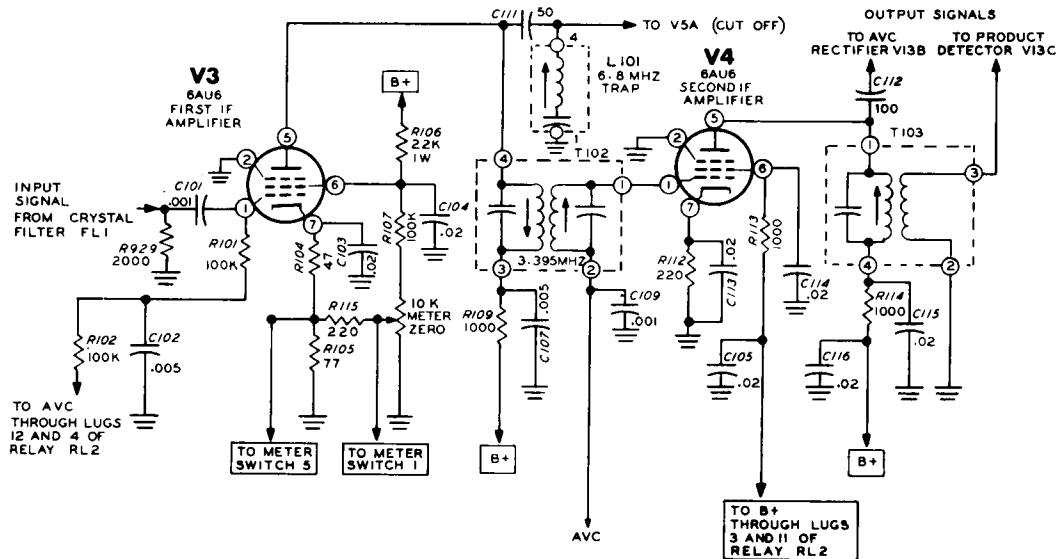 C111
50
TO V5A (CUT OFF)
OUTPUT SIGNALS
TO AVC
RECTIFIER V13B
TO PRODUCT
DETECTOR V13C
4
L101
6.8 MHZ
TRAP
V3
6AU6
FIRST IF
AMPLIFIER
B+
V4
6AU6
SECOND IF
AMPLIFIER
C112
100
5
2
R106
22K
1W
T102
5
2
1
T103
INPUT
SIGNAL
FROM CRYSTAL
FILTER FL1
C101
.001
1
6
7
4
1
1
6
7
3
R929
2000
R101
100K
R104
47
C103
.02
R107
100K
C104
.02
3.395MHZ
3
2
R112
220
.02
C113
R113
1000
C114
.02
4
2
R102
100K
C102
.005
R115
220
R105
77
10 K
METER
ZERO
R109
1000
.005
C107
C109
.001
R114
1000
C115
.02
C105
.02
C116
.02
TO AVC
THROUGH LUGS
12 AND 4 OF
RELAY RL2
TO METER
SWITCH 5
TO METER
SWITCH 1
B+
B+
AVC
TO B+
THROUGH LUGS
3 AND 11 OF
RELAY RL2